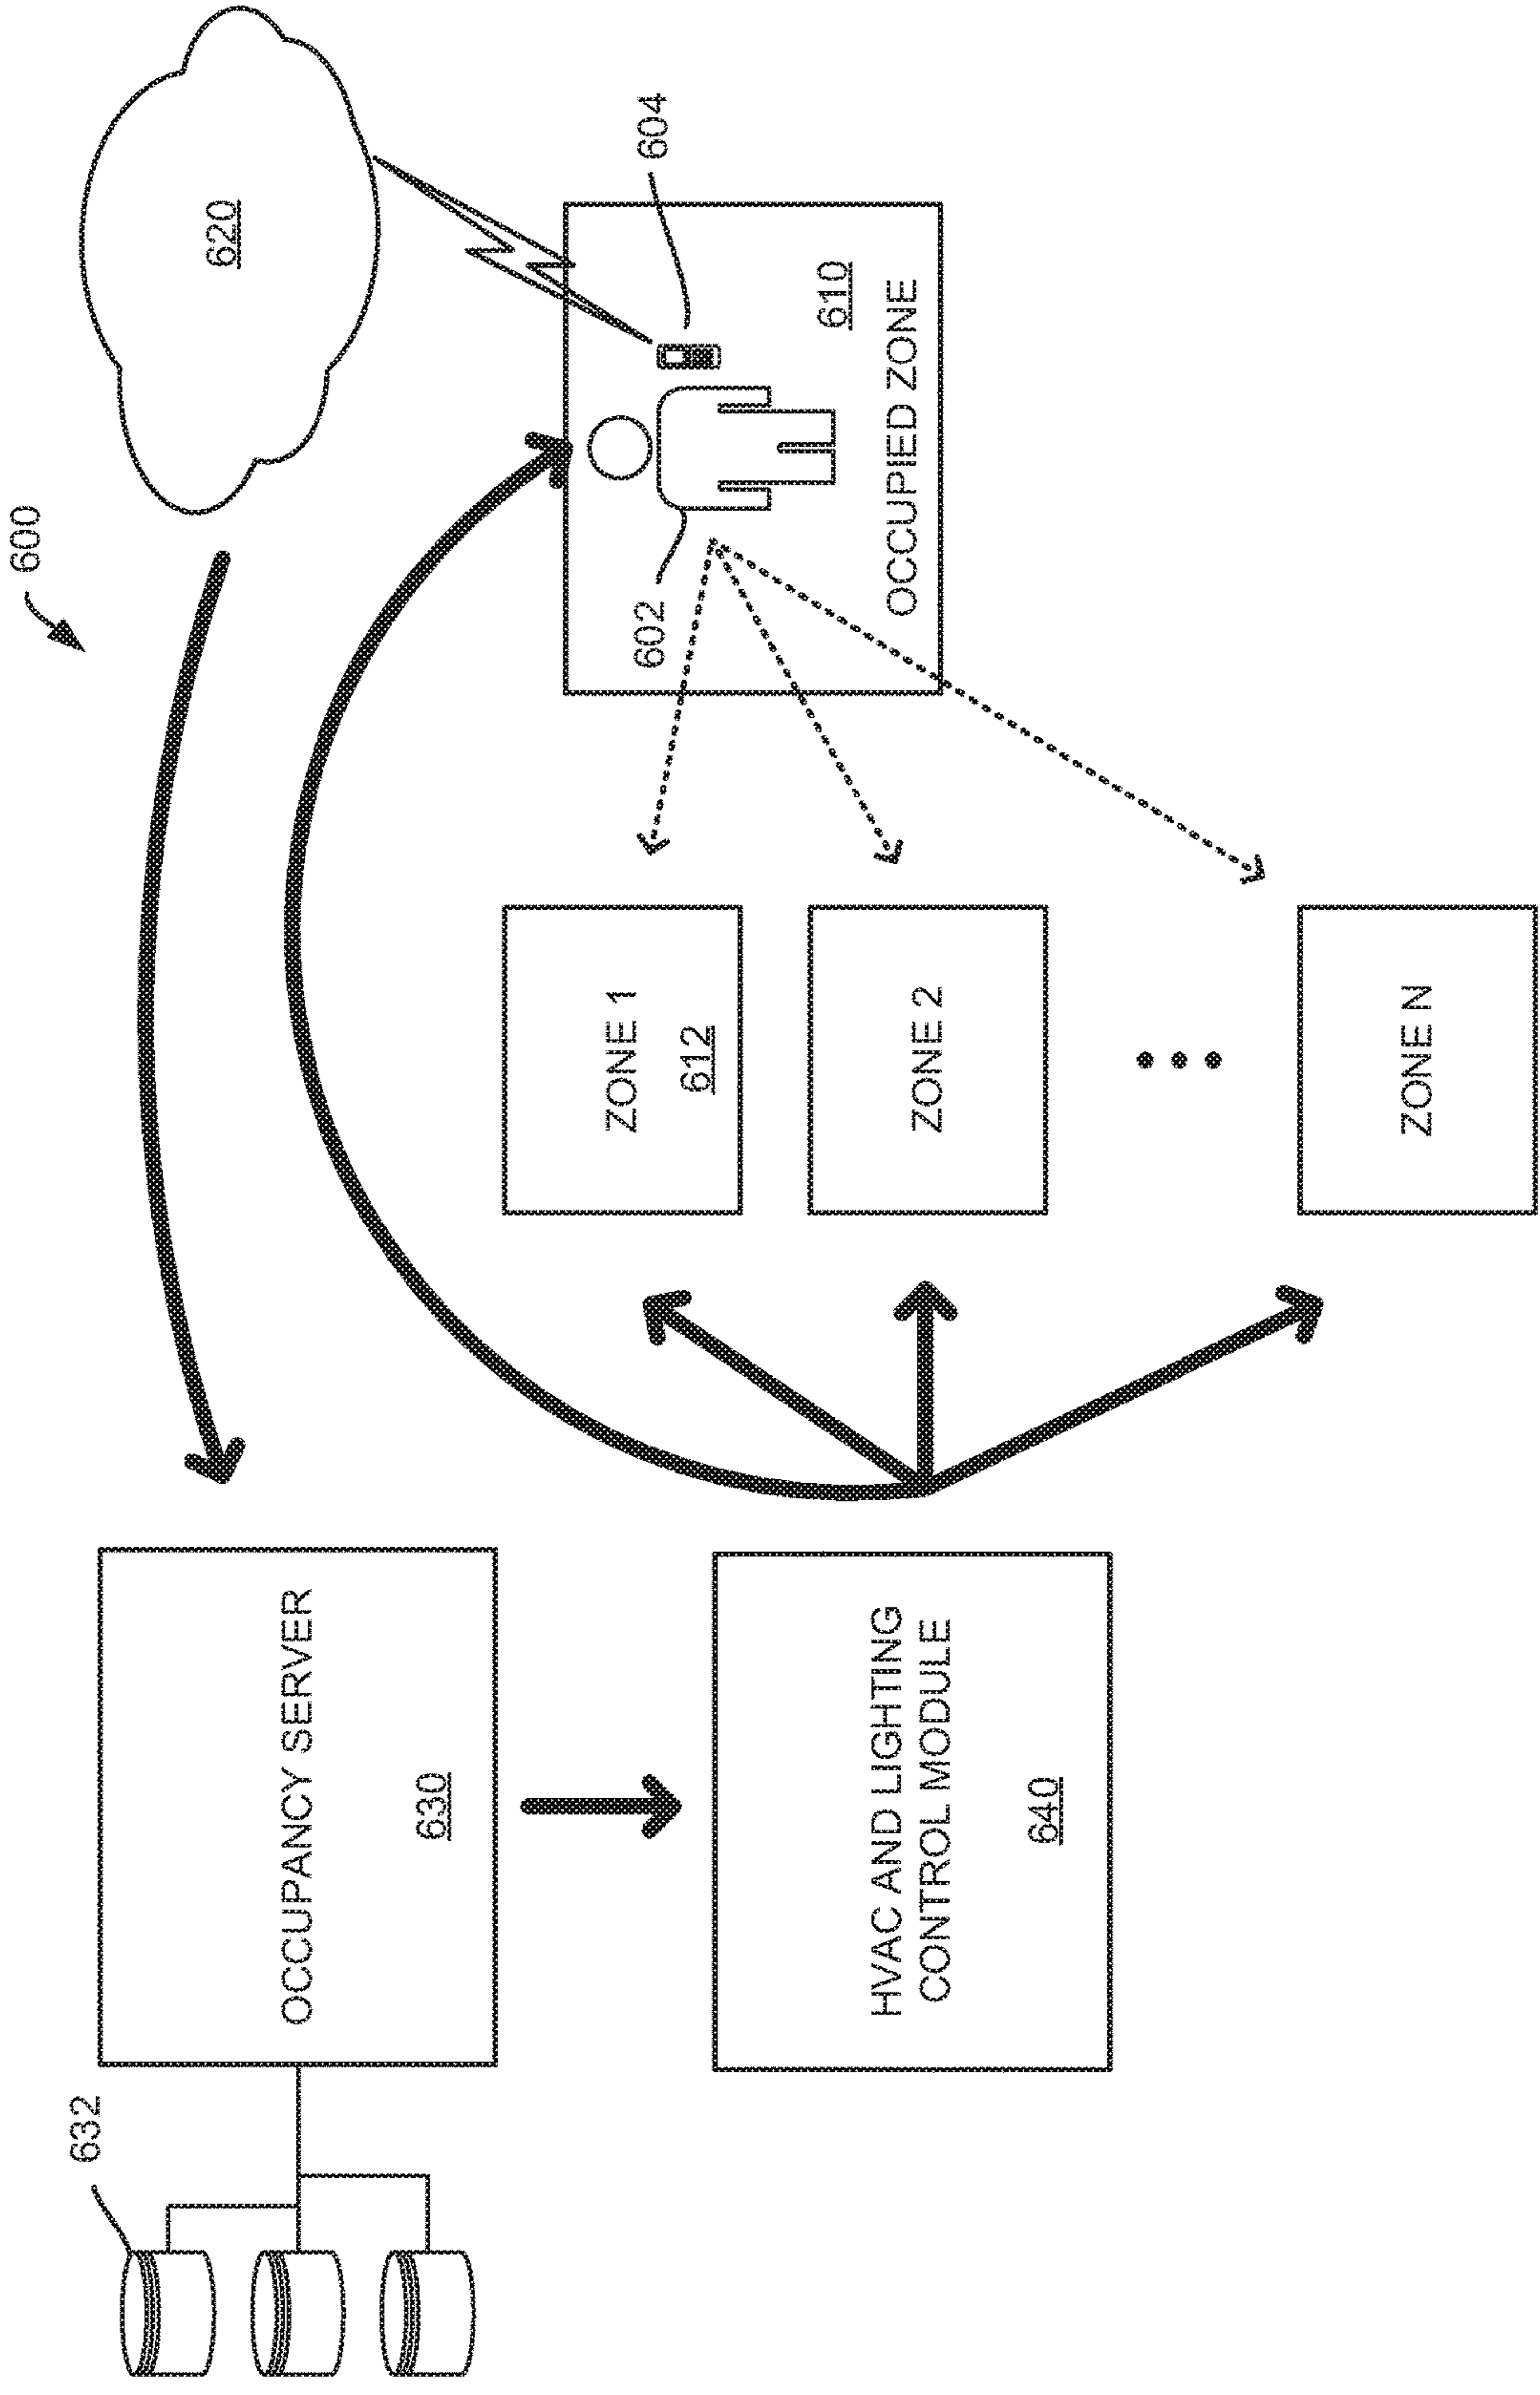 600
632
OCCUPANCY SERVER
630
620
HVAC AND LIGHTING
CONTROL MODULE
640
ZONE 1
612
ZONE 2
ZONE N
602
604
610
OCCUPIED ZONE